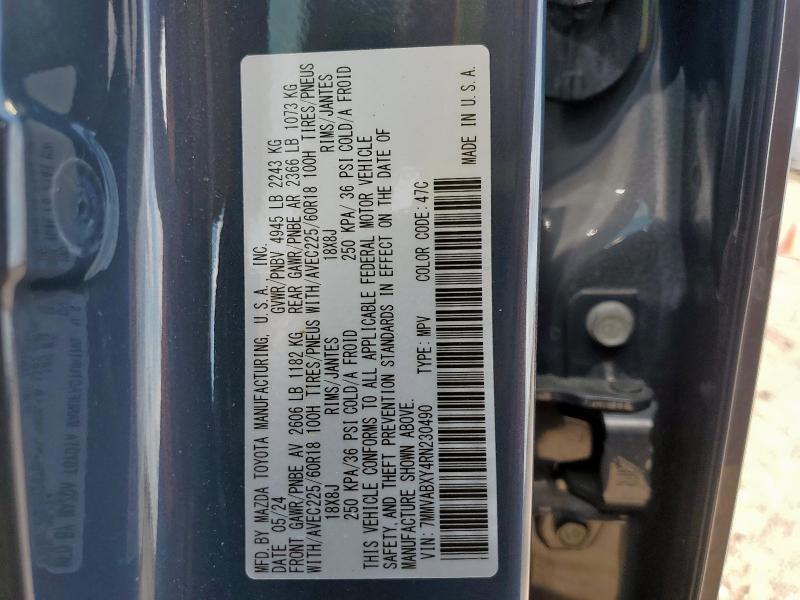 MFD. BY MAZDA TOYOTA MANUFACTURING, U.S.A., INC.
DATE 05/24 GVWR/PNBV 4945 LB 2243 KG
FRONT GAWR/PNBE AV 2606 LB 1182 KG REAR GAWR/PNBE AR 2366 LB 1073 KG
WITH/AVEC225/60R18 100H TIRES/PNEUS WITH/AVEC225/60R18 100H TIRES/PNEUS
18X8J RIMS/JANTES 18X8J RIMS/JANTES
250 KPA/36 PSI COLD/A FROID 250 KPA/36 PSI COLD/A FROID
THIS VEHICLE CONFORMS TO ALL APPLICABLE FEDERAL MOTOR VEHICLE
SAFETY, AND THEFT PREVENTION STANDARDS IN EFFECT ON THE DATE OF
MANUFACTURE SHOWN ABOVE.
VIN: 7MMVABXY4RN230490 TYPE: MPV COLOR CODE: 47C
MADE IN U.S.A.